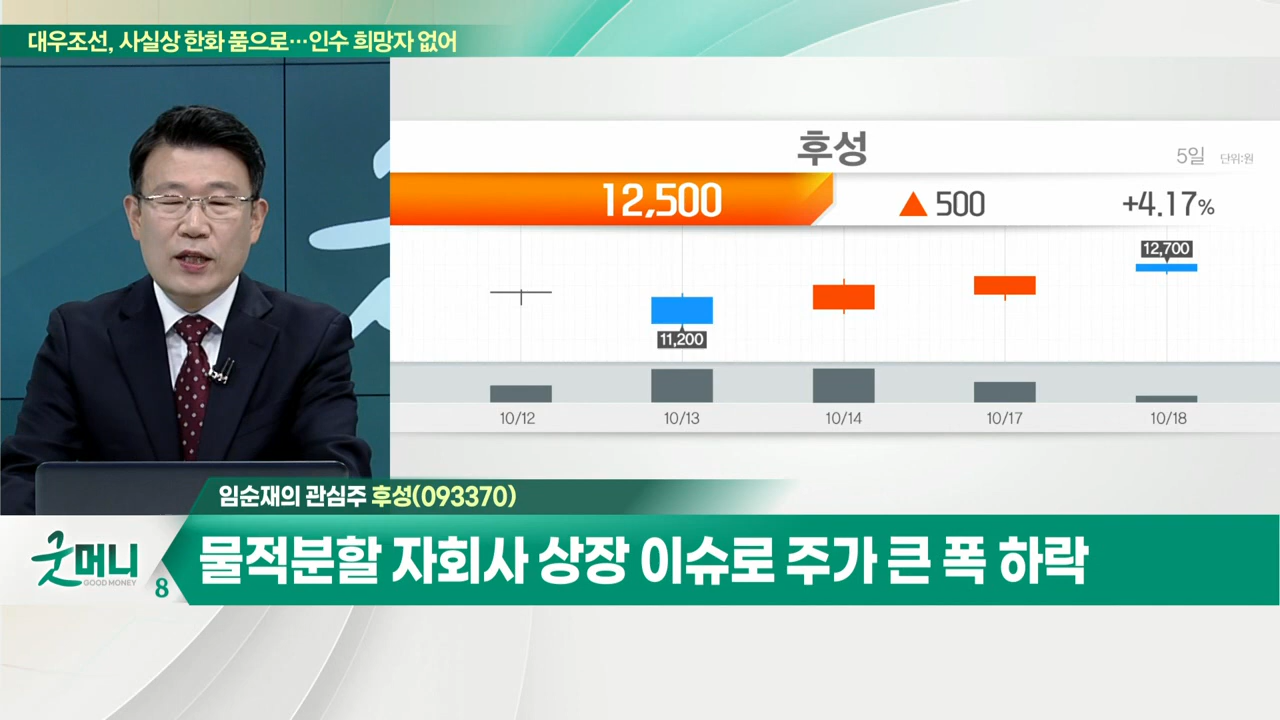 대우조선, 사실상 한화 품으로…인수 희망자 없어
후성
5일 단위:원
12,500 ▲ 500 +4.17%
12,700
11,200
10/12 10/13 10/14 10/17 10/18
임순재의 관심주 후성(093370)
굿머니
GOOD MONEY
8
물적분할 자회사 상장 이슈로 주가 큰 폭 하락